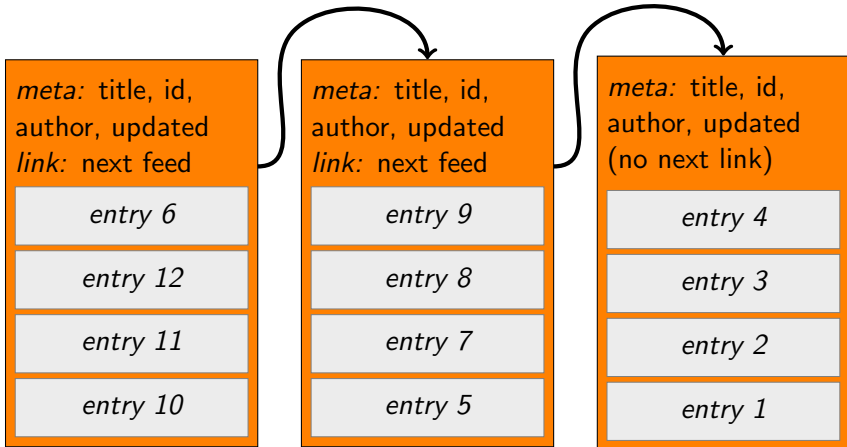 meta: title, id,
author, updated
link: next feed
entry 6
entry 12
entry 11
entry 10
meta: title, id,
author, updated
link: next feed
entry 9
entry 8
entry 7
entry 5
meta: title, id,
author, updated
(no next link)
entry 4
entry 3
entry 2
entry 1